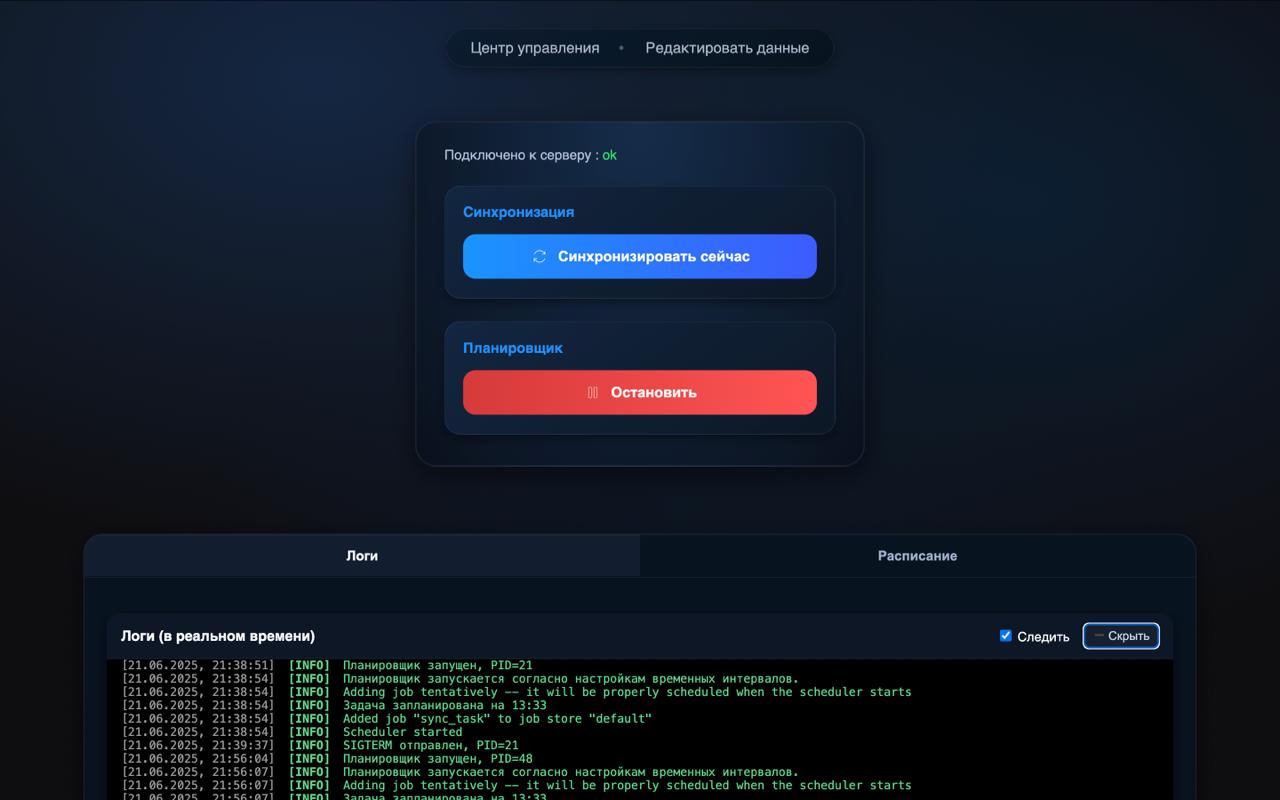 Центр управления • Редактировать данные
Подключено к серверу : ok
Синхронизация
Синхронизировать сейчас
Планировщик
Остановить
Логи Расписание
Логи (в реальном времени) Следить — Скрыть
[21.06.2025, 21:38:51] [INFO] Планировщик запущен, PID=21
[21.06.2025, 21:38:54] [INFO] Планировщик запускается согласно настройкам временных интервалов.
[21.06.2025, 21:38:54] [INFO] Adding job tentatively -- it will be properly scheduled when the scheduler starts
[21.06.2025, 21:38:54] [INFO] Задача запланирована на 13:33
[21.06.2025, 21:38:54] [INFO] Added job "sync_task" to job store "default"
[21.06.2025, 21:38:54] [INFO] Scheduler started
[21.06.2025, 21:39:37] [INFO] SIGTERM отправлен, PID=21
[21.06.2025, 21:56:04] [INFO] Планировщик запущен, PID=48
[21.06.2025, 21:56:07] [INFO] Планировщик запускается согласно настройкам временных интервалов.
[21.06.2025, 21:56:07] [INFO] Adding job tentatively -- it will be properly scheduled when the scheduler starts
[21.06.2025, 21:56:07] [INFO] Задача запланирована на 13:33